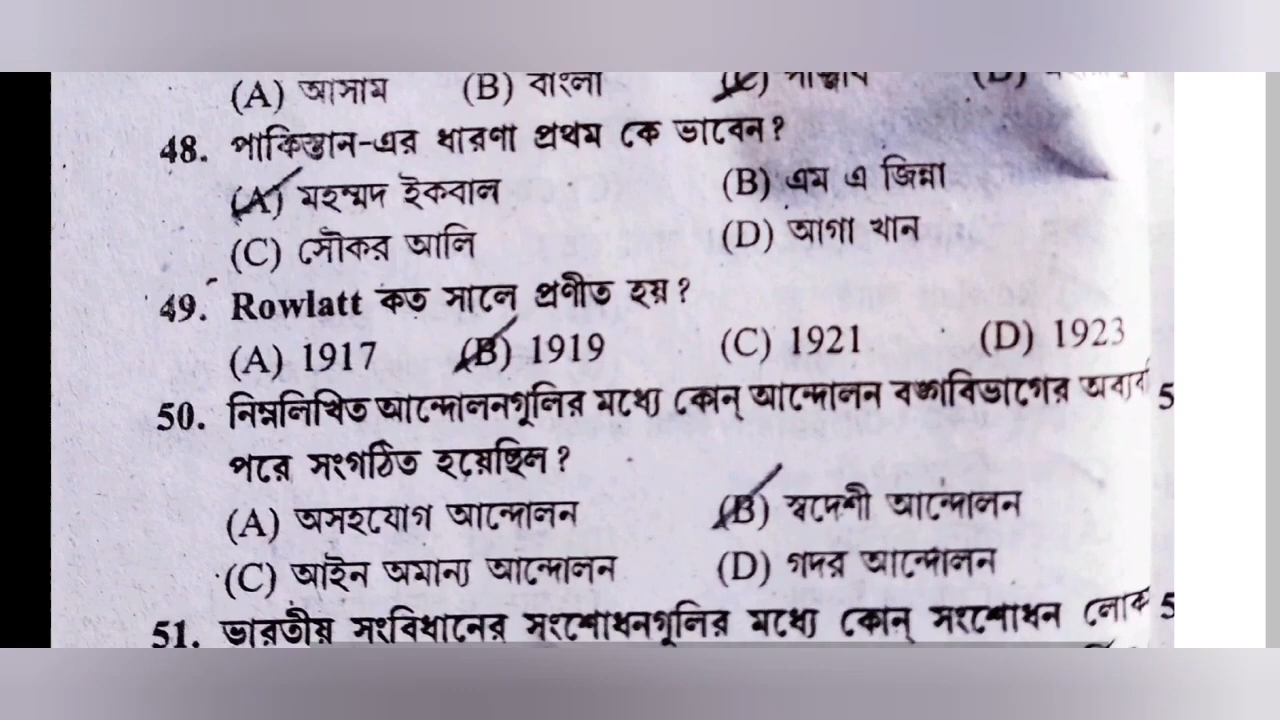 (A) আসাম (B) বাংলা (C)
48. পাকিস্তান-এর ধারণা প্রথম কে ভাবেন?
(A) মহম্মদ ইকবাল (B) এম এ জিন্না
(C) সৌকর আলি (D) আগা খান
49. Rowlatt কত সালে প্রণীত হয়?
(A) 1917 (B) 1919 (C) 1921 (D) 1923
50. নিম্নলিখিত আন্দোলনগুলির মধ্যে কোন্ আন্দোলন বঙ্গবিভাগের 5
পরে সংগঠিত হয়েছিল?
(A) অসহযোগ আন্দোলন (B) স্বদেশী আন্দোলন
(C) আইন অমান্য আন্দোলন (D) গদর আন্দোলন
51. ভারতীয় সংবিধানের সংশোধনগুলির মধ্যে কোন্ সংশোধন লোক 5